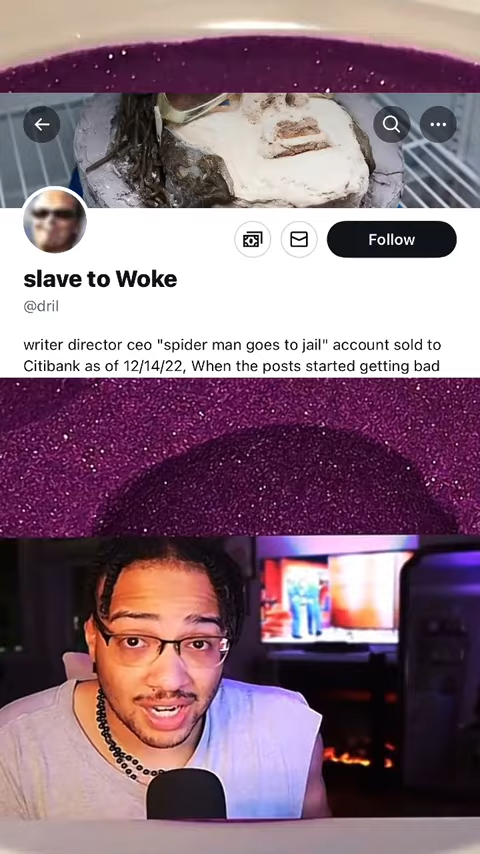 Follow
slave to Woke
@dril
writer director ceo "spider man goes to jail" account sold to
Citibank as of 12/14/22, When the posts started getting bad